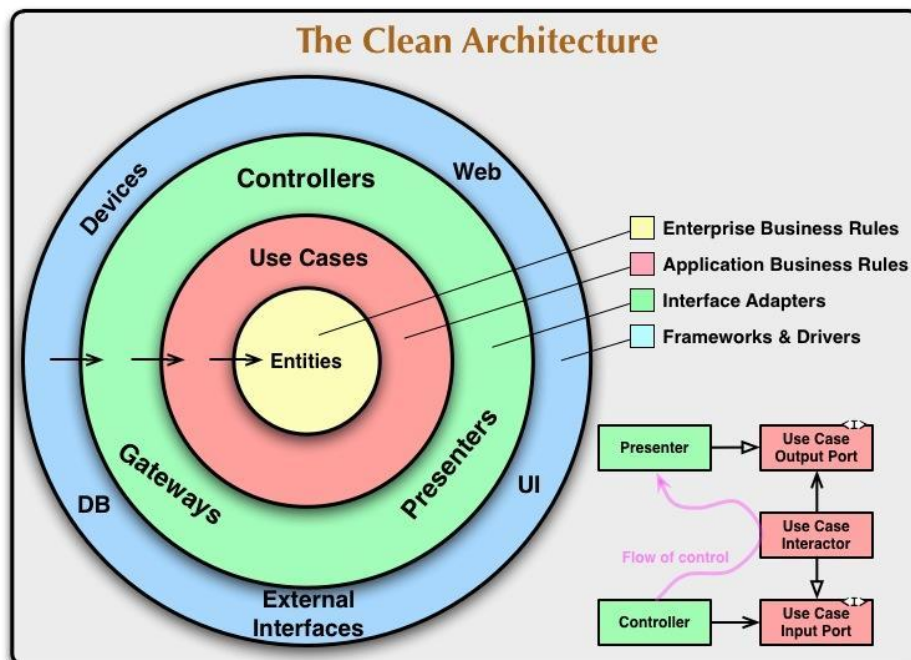 The Clean Architecture
Devices
Web
Controllers
Use Cases
Entities
Gateways
Presenters
DB
UI
External
Interfaces
Enterprise Business Rules
Application Business Rules
Interface Adapters
Frameworks & Drivers
Presenter
<I>
Use Case
Output Port
Use Case
Interactor
Flow of control
Controller
<I>
Use Case
Input Port